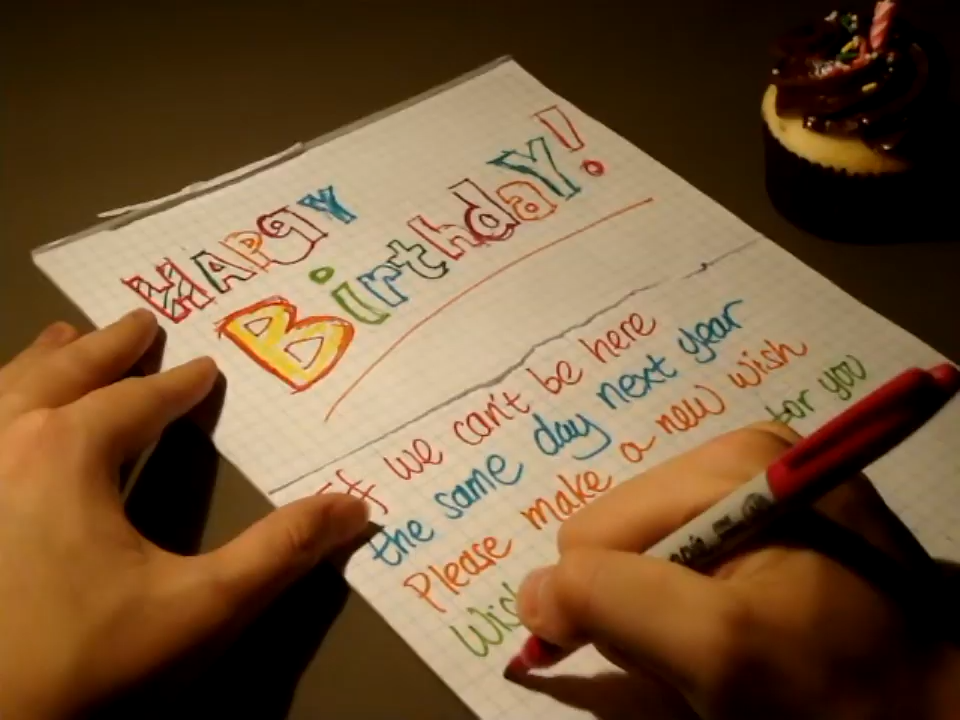 HAPPY
BirthdaY!
If we can't be here
the same day next year
Please make a new wish
for you